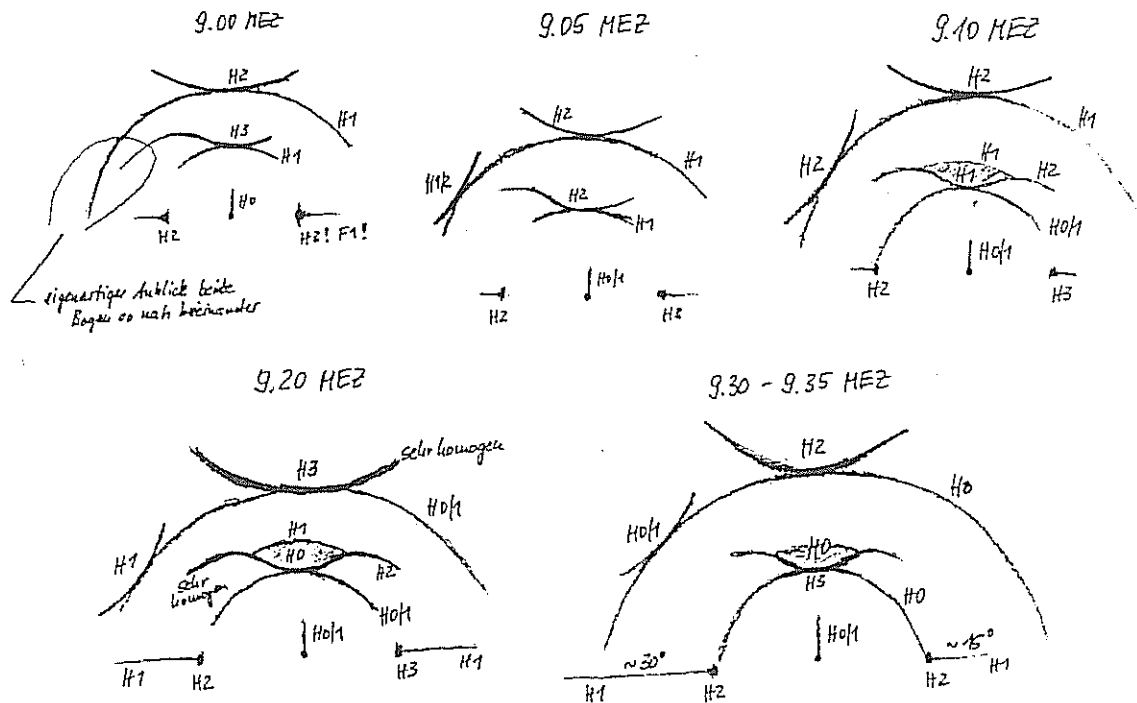 9.00 MEZ
H2
H1
H3
H1
H0
H2
H3! F1!
eigenartiger Anblick beide
Bögen so nah beieinander
9.05 MEZ
H2
H1
H1/2
H2
H1
H0/1
H2
H3
9.10 MEZ
H2
H1
H2
H1
H1
H2
H0/1
H0/1
H2
H3
9.20 MEZ
sehr homogen
H3
H0/1
H1
H1
H0
H2
sehr
homogen
H0/1
H0/1
H1
H2
H3
H1
9.30 - 9.35 MEZ
H2
H0
H0/1
H0
H3
H0
H0/1
~30°
~15°
H1
H2
H2
H1